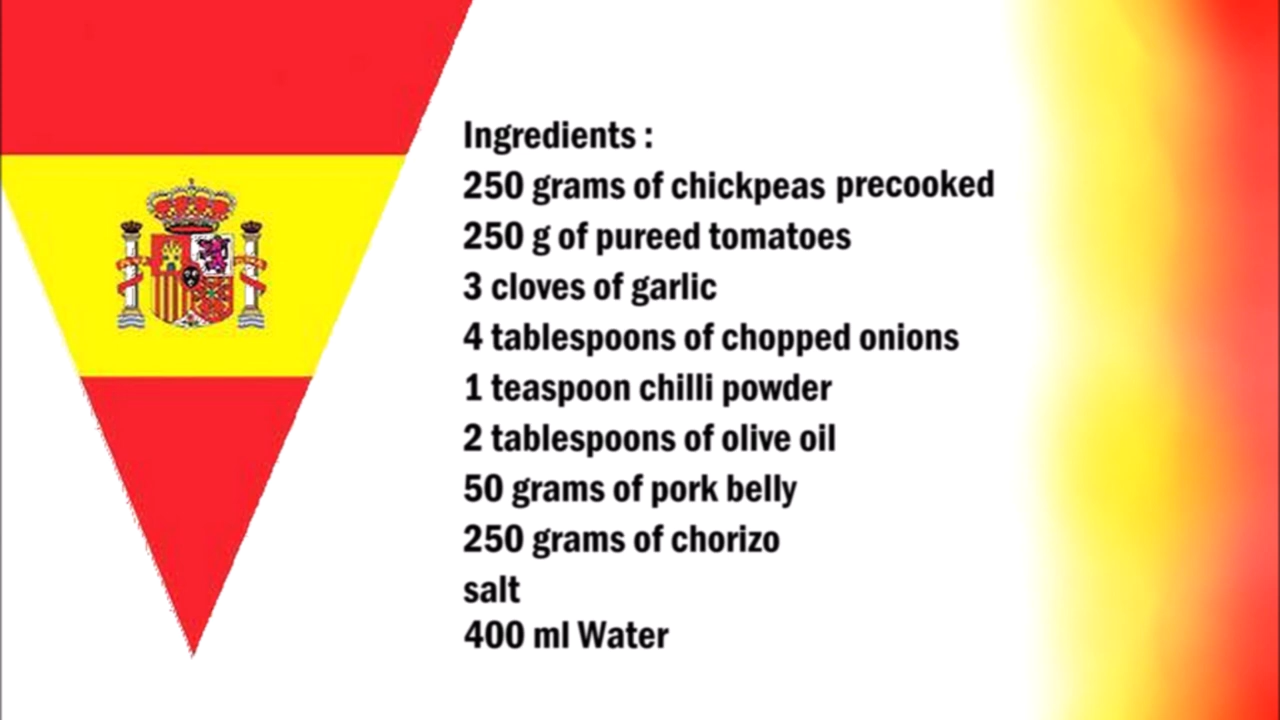 Ingredients :
250 grams of chickpeas precooked
250 g of pureed tomatoes
3 cloves of garlic
4 tablespoons of chopped onions
1 teaspoon chilli powder
2 tablespoons of olive oil
50 grams of pork belly
250 grams of chorizo
salt
400 ml Water